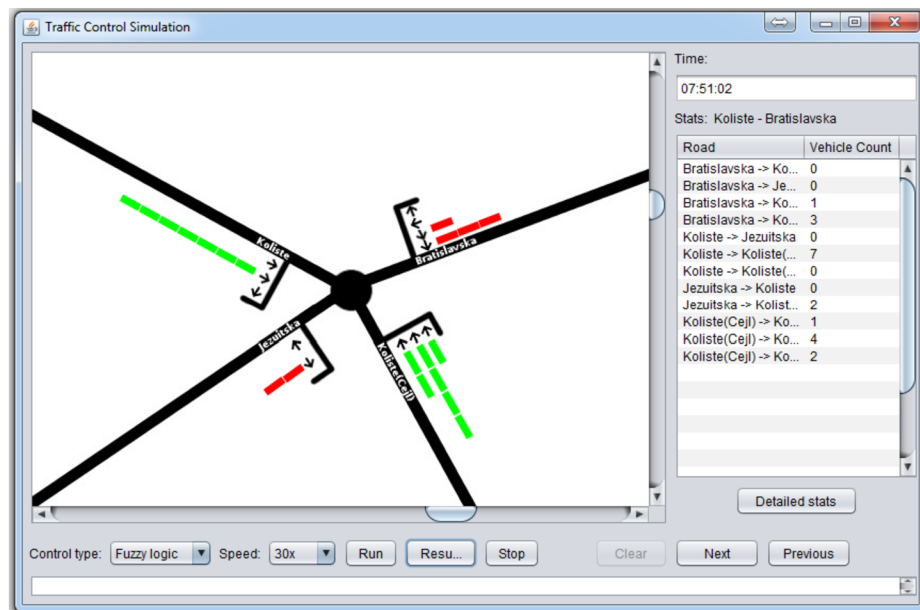 Traffic Control Simulation
Time:
07:51:02
Stats: Koliste - Bratislavska
Road Vehicle Count
Bratislavska -> Ko... 0
Bratislavska -> Je... 0
Bratislavska -> Ko... 1
Bratislavska -> Ko... 3
Koliste -> Jezuitska 0
Koliste -> Koliste(... 7
Koliste -> Koliste(... 0
Jezuitska -> Koliste 0
Jezuitska -> Kolist... 2
Koliste(Cejl) -> Ko... 1
Koliste(Cejl) -> Ko... 4
Koliste(Cejl) -> Ko... 2
Koliste
Bratislavska
Jezuitska
Koliste(Cejl)
Detailed stats
Control type: Fuzzy logic Speed: 30x Run Resu... Stop Clear Next Previous